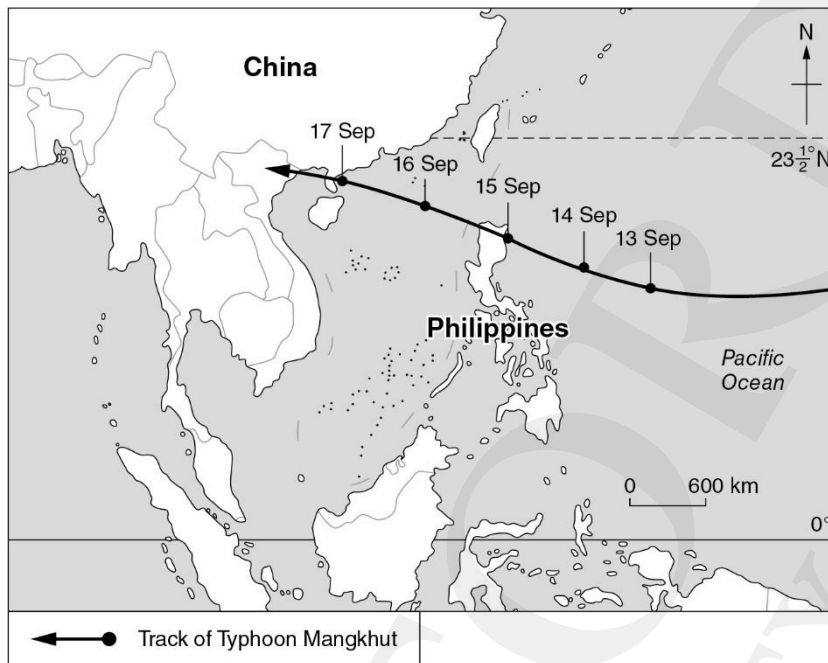 China
N
17 Sep
23½°N
16 Sep
15 Sep
14 Sep
13 Sep
Philippines
Pacific
Ocean
0 600 km
0°
Track of Typhoon Mangkhut